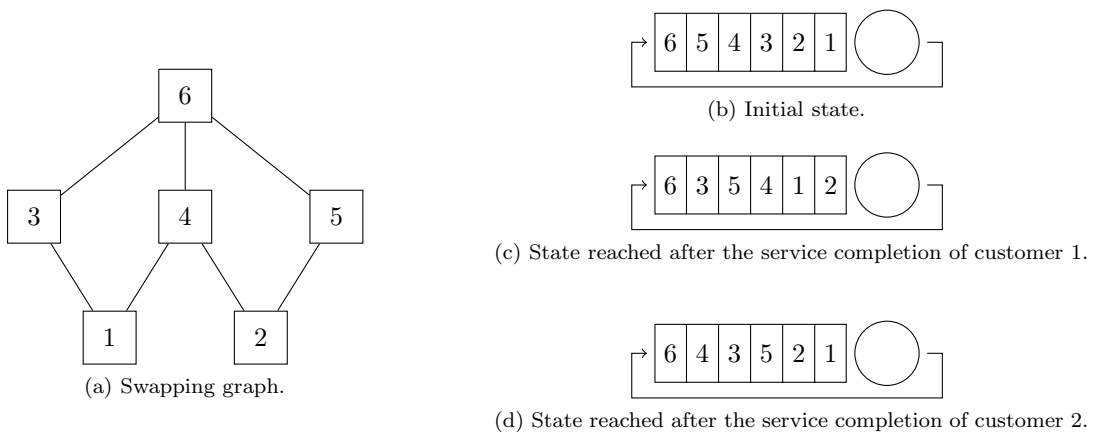 6
3 4 5
1 2
(a) Swapping graph.
6 5 4 3 2 1
(b) Initial state.
6 3 5 4 1 2
(c) State reached after the service completion of customer 1.
6 4 3 5 2 1
(d) State reached after the service completion of customer 2.